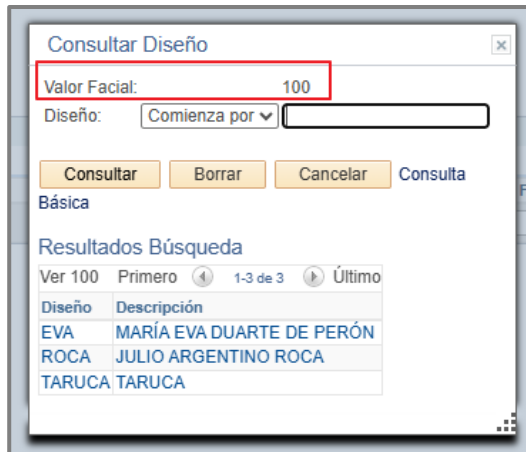 Consultar Diseño
Valor Facial: 100
Diseño: Comienza por
Consultar Borrar Cancelar Consulta
Básica
Resultados Búsqueda
Ver 100 Primero 1-3 de 3 Último
Diseño Descripción
EVA MARÍA EVA DUARTE DE PERÓN
ROCA JULIO ARGENTINO ROCA
TARUCA TARUCA